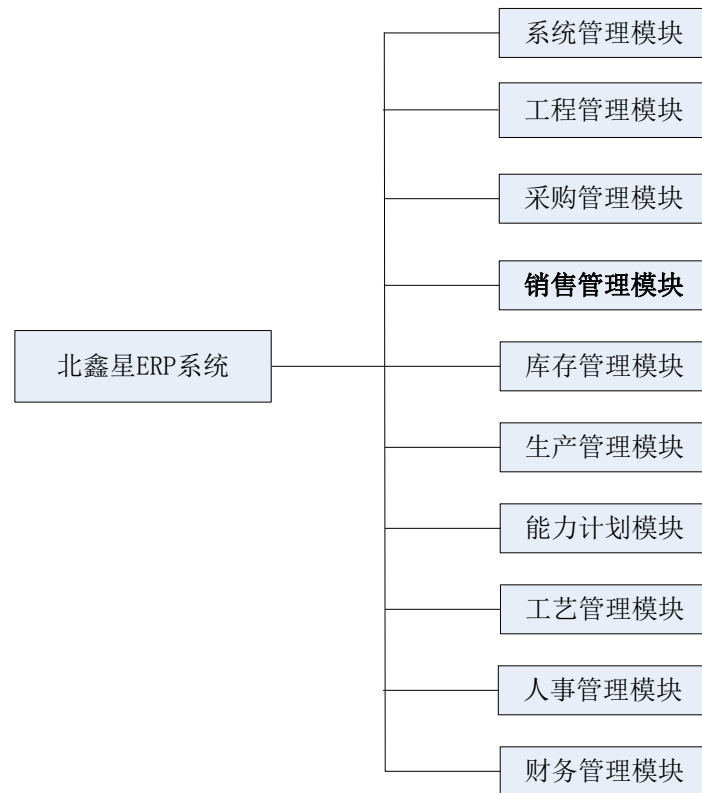 系统管理模块
工程管理模块
采购管理模块
销售管理模块
北鑫星ERP系统
库存管理模块
生产管理模块
能力计划模块
工艺管理模块
人事管理模块
财务管理模块